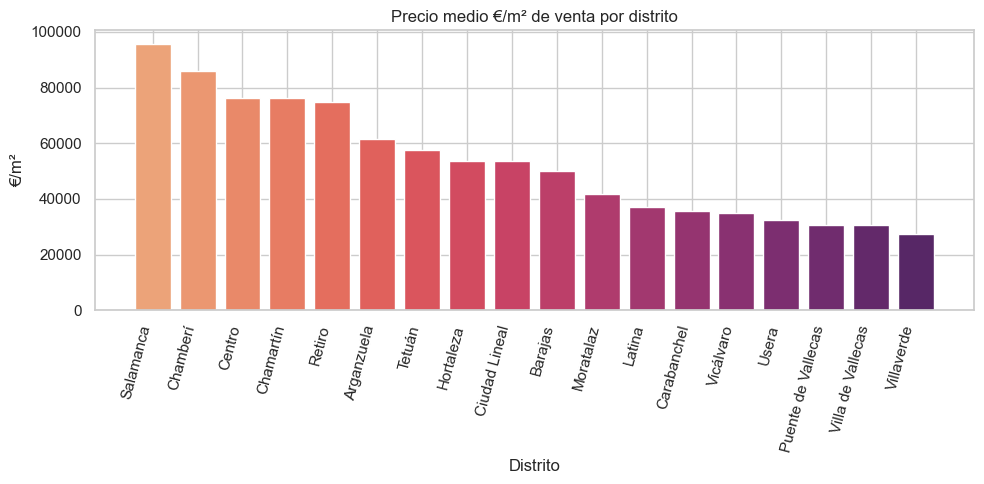 Precio medio €/m² de venta por distrito
100000
80000
60000
40000
20000
0
€/m²
Salamanca
Chamberí
Centro
Chamartín
Retiro
Arganzuela
Tetuán
Hortaleza
Ciudad Lineal
Barajas
Moratalaz
Latina
Carabanchel
Vicálvaro
Usera
Puente de Vallecas
Villa de Vallecas
Villaverde
Distrito